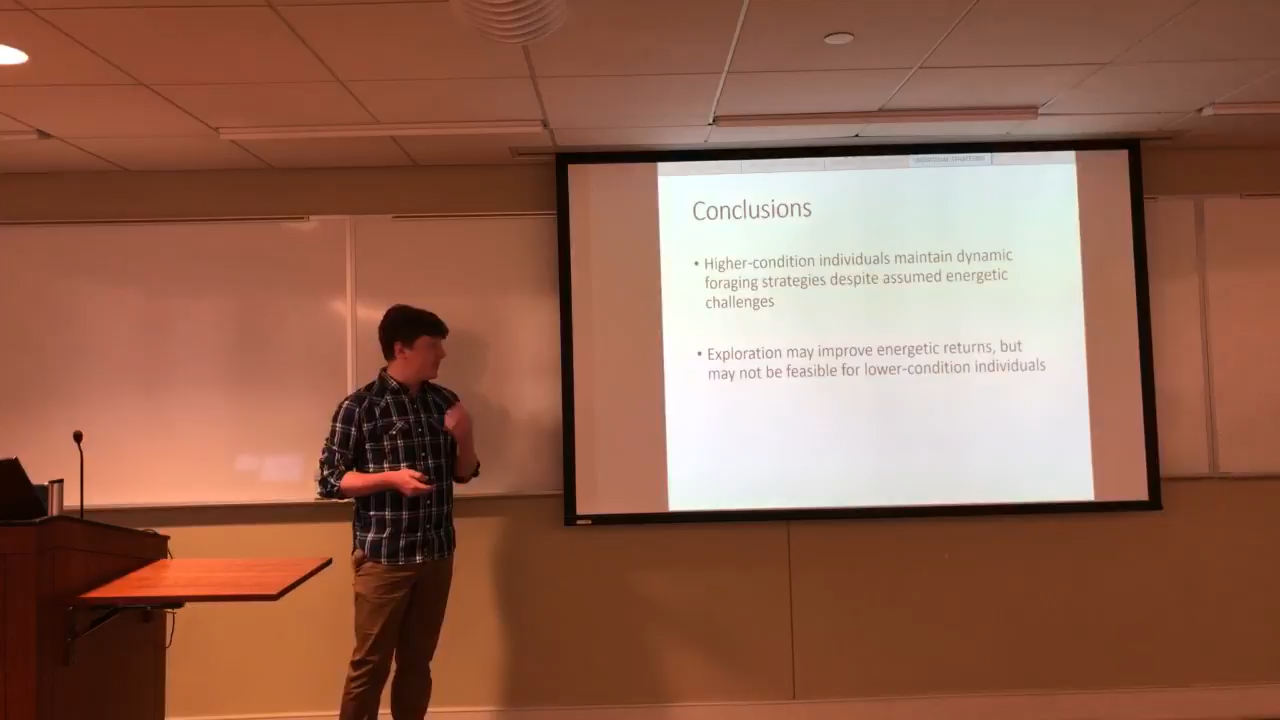 Conclusions
• Higher-condition individuals maintain dynamic
foraging strategies despite assumed energetic
challenges
• Exploration may improve energetic returns, but
may not be feasible for lower-condition individuals